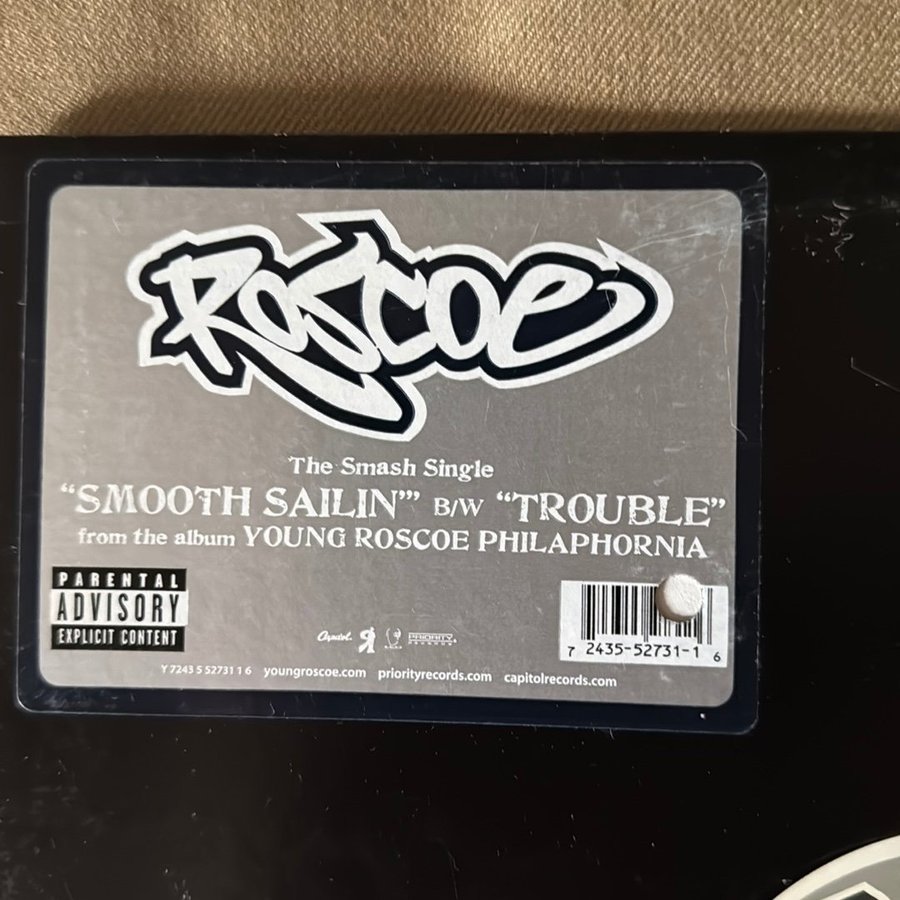 Roscoe
The Smash Single
“SMOOTH SAILIN’” B/W “TROUBLE”
from the album YOUNG ROSCOE PHILAPHORNIA
PARENTAL
ADVISORY
EXPLICIT CONTENT
Capitol.
PRIORITY
RECORDS
7 2435-52731-1 6
Y 7243 5 52731 1 6 youngroscoe.com priorityrecords.com capitolrecords.com